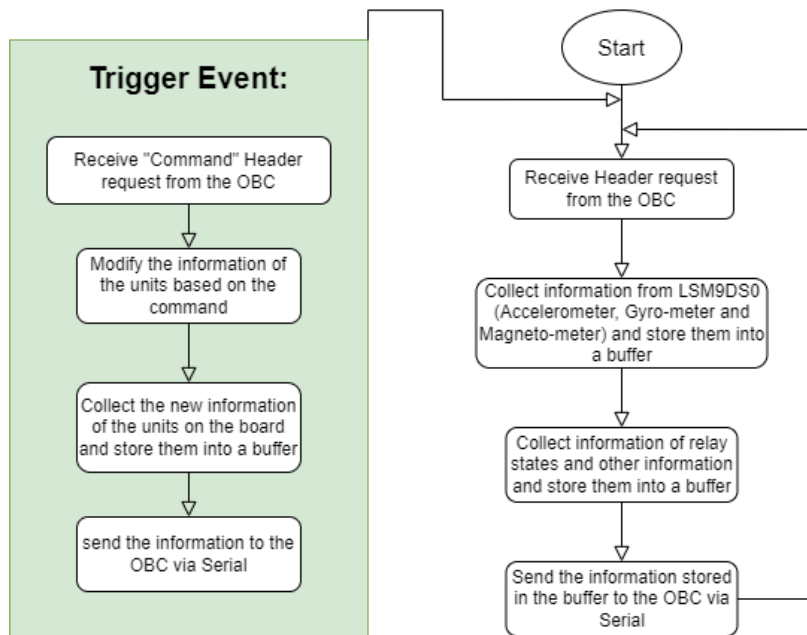 Trigger Event:
Receive "Command" Header
request from the OBC
Modify the information of
the units based on the
command
Collect the new information
of the units on the board
and store them into a buffer
send the information to the
OBC via Serial
Start
Receive Header request
from the OBC
Collect information from LSM9DS0
(Accelerometer, Gyro-meter and
Magneto-meter) and store them into
a buffer
Collect information of relay
states and other information
and store them into a buffer
Send the information stored
in the buffer to the OBC via
Serial